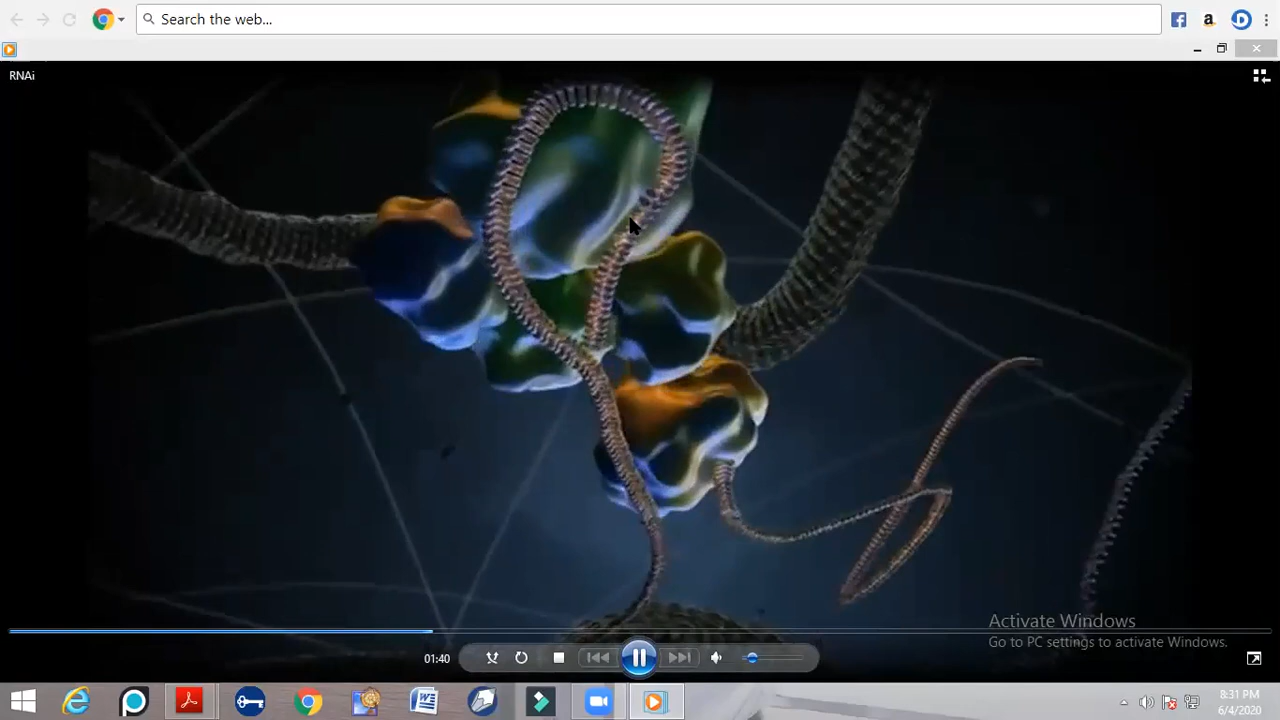 Search the web...
RNAi
Activate Windows
Go to PC settings to activate Windows.
01:40
8:31 PM
6/4/2020